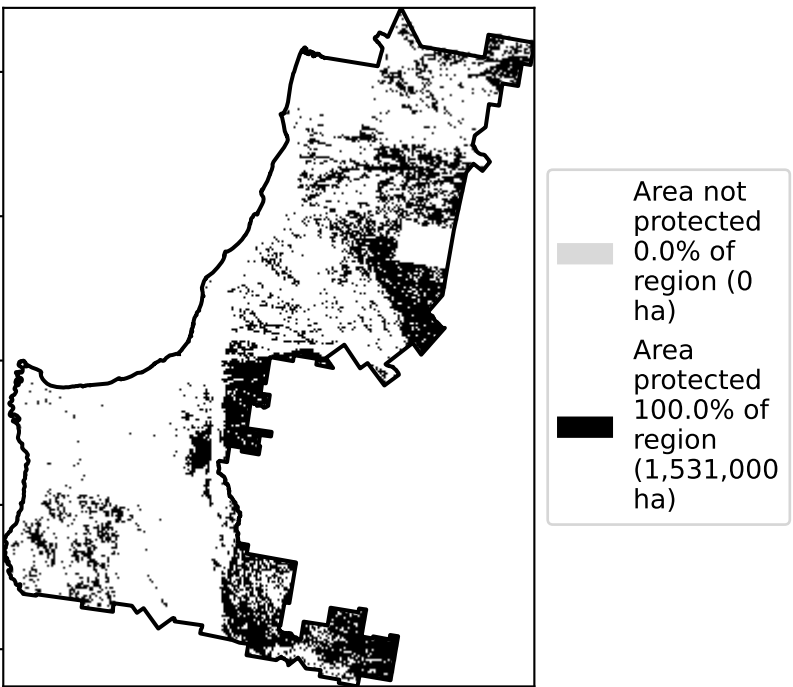 Area not
protected
0.0% of
region (0
ha)
Area
protected
100.0% of
region
(1,531,000
ha)